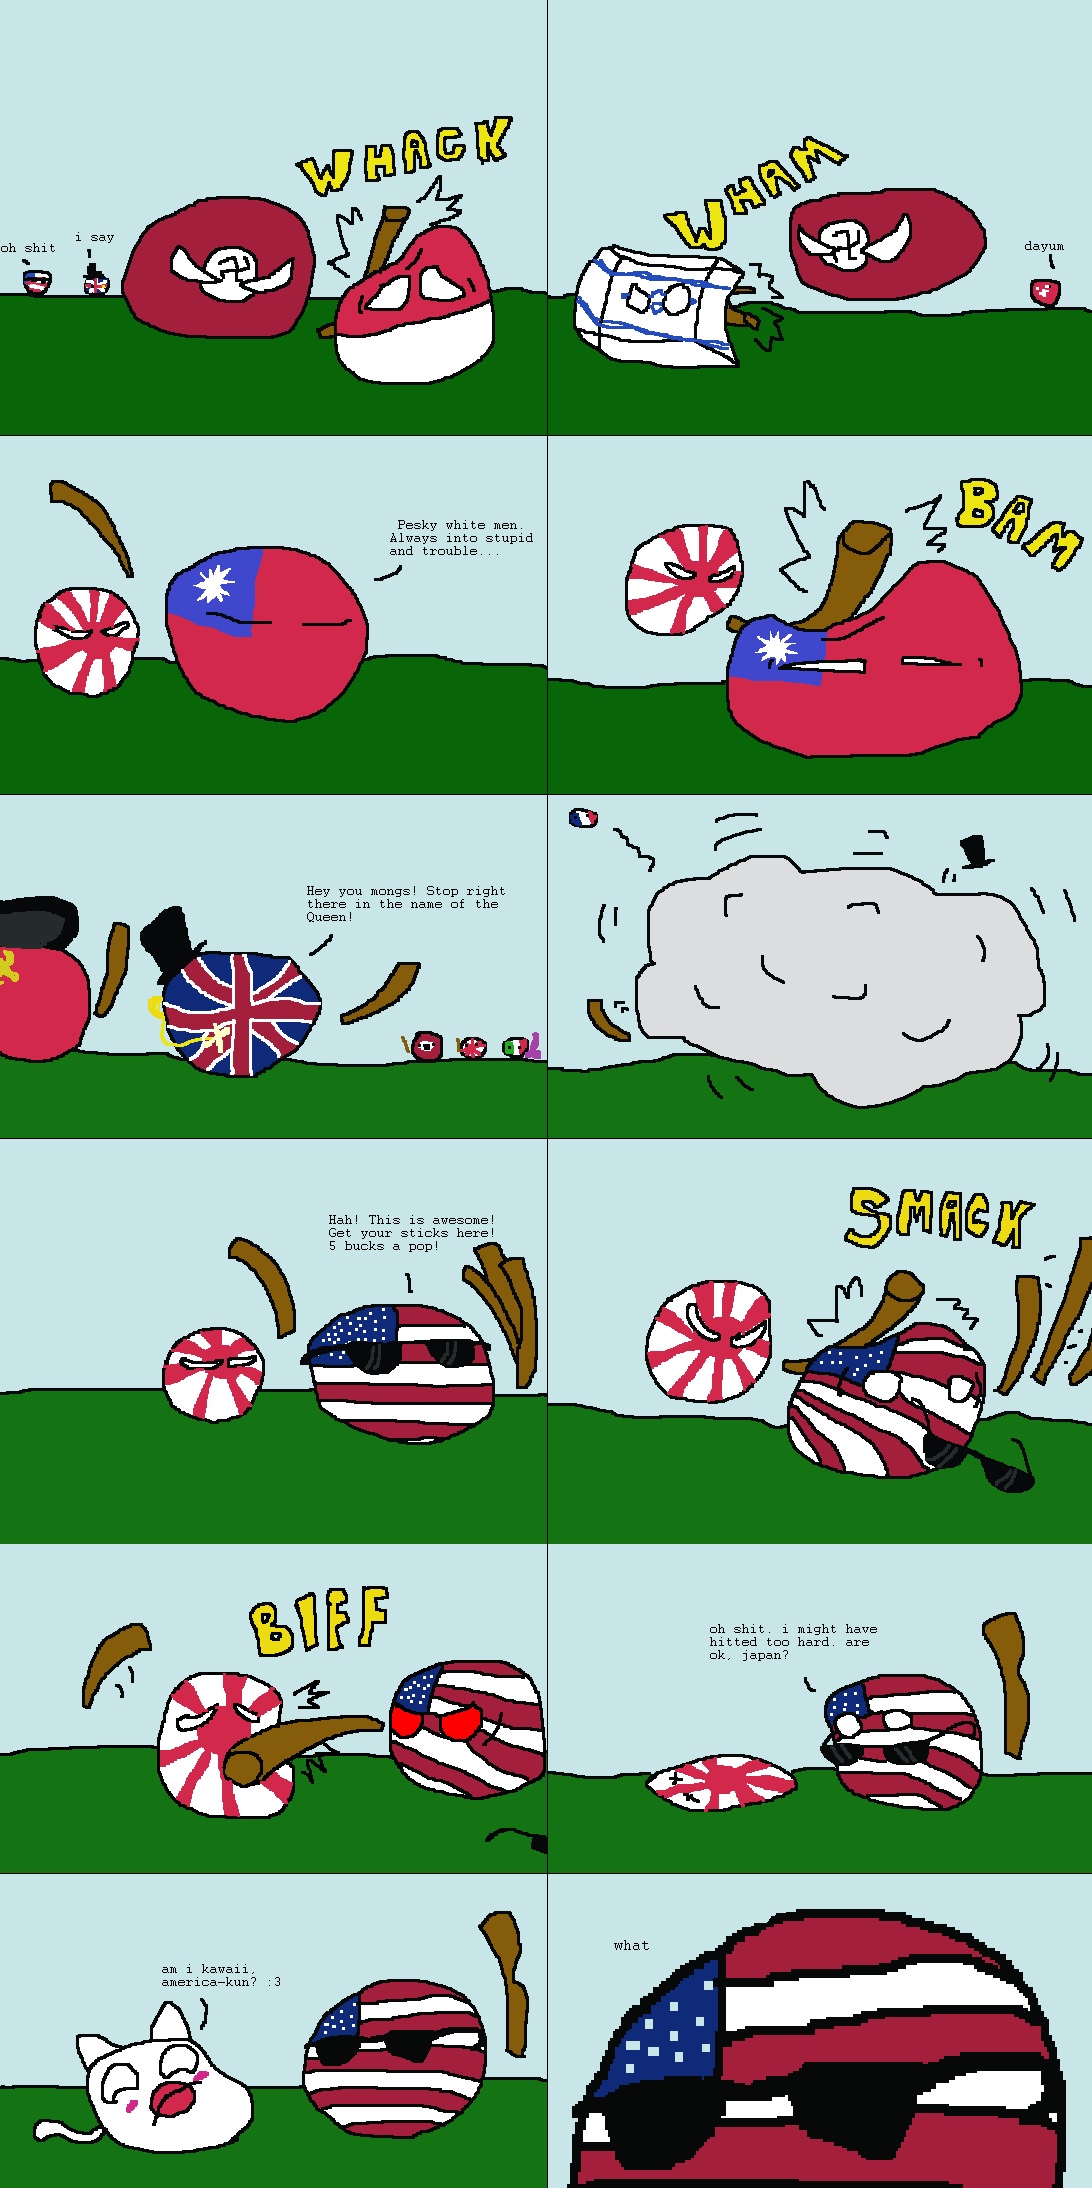 WHACK
oh shit
i say
WHAM
dayum
Pesky white men.
Always into stupid
and trouble...
BAM
Hey you mongs! Stop right
there in the name of the
Queen!
Hah! This is awesome!
Get your sticks here!
5 bucks a pop!
SMACK
BIFF
oh shit. i might have
hitted too hard. are
ok, japan?
am i kawaii,
america-kun? :3
what